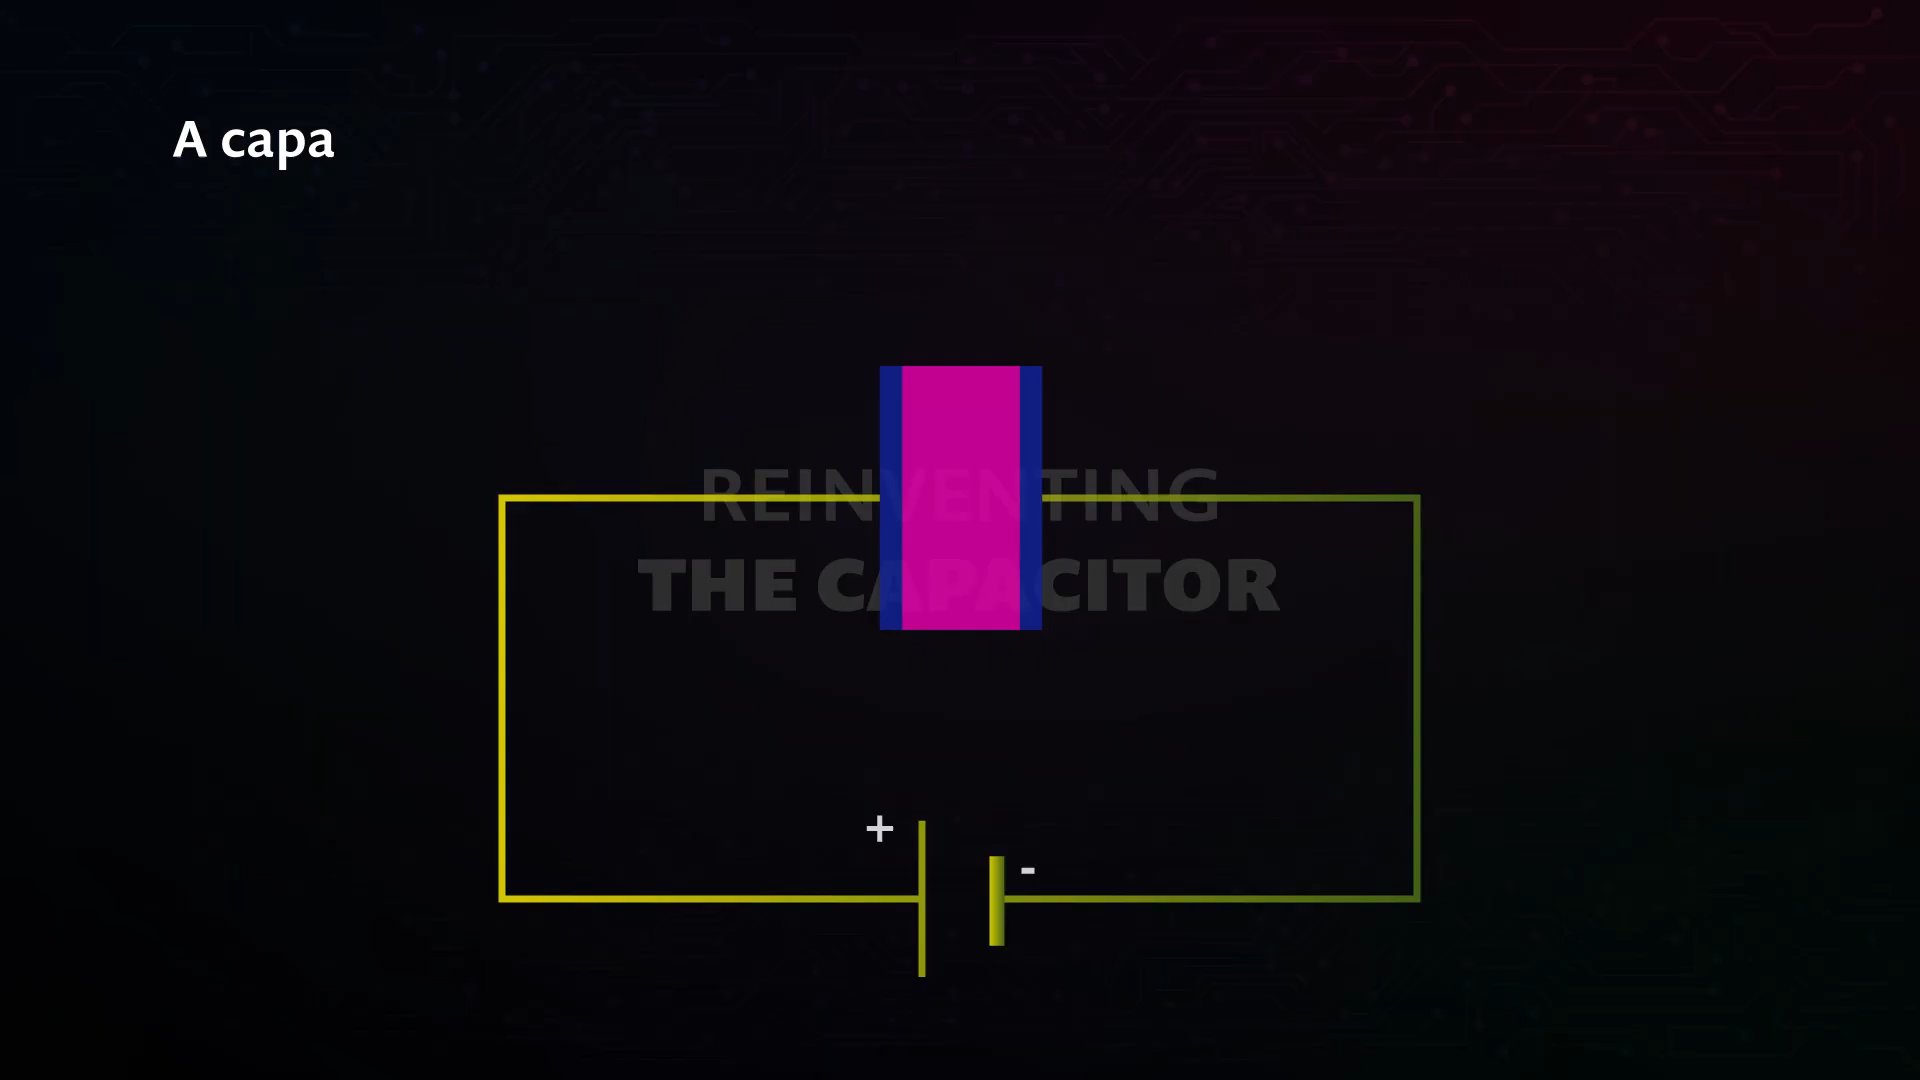 A capa
REINVENTING
THE CAPACITOR
+
-